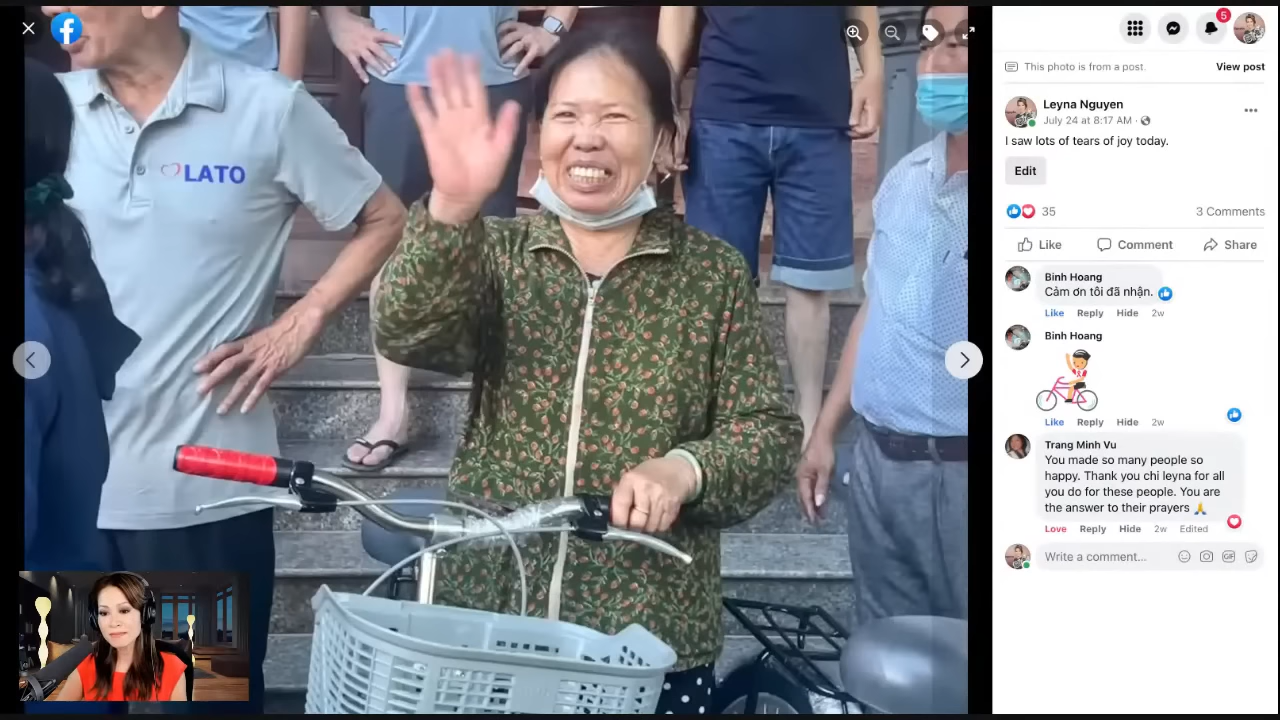 LATO
5
This photo is from a post.
View post
Leyna Nguyen
July 24 at 8:17 AM ·
I saw lots of tears of joy today.
Edit
35
3 Comments
Like
Comment
Share
Binh Hoang
Cảm ơn tôi đã nhận.
Like Reply Hide 2w
Binh Hoang
Like Reply Hide 2w
Trang Minh Vu
You made so many people so
happy. Thank you chi leyna for all
you do for these people. You are
the answer to their prayers 🙏
Love Reply Hide 2w Edited
Write a comment...
GIF